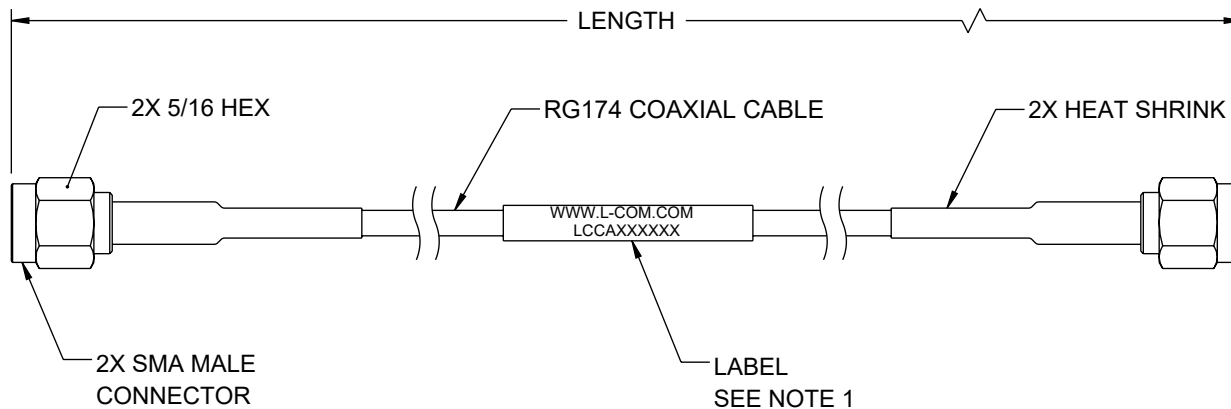 LENGTH
2X 5/16 HEX
RG174 COAXIAL CABLE
2X HEAT SHRINK
WWW.L-COM.COM
LCCAXXXXXX
2X SMA MALE
CONNECTOR
LABEL
SEE NOTE 1